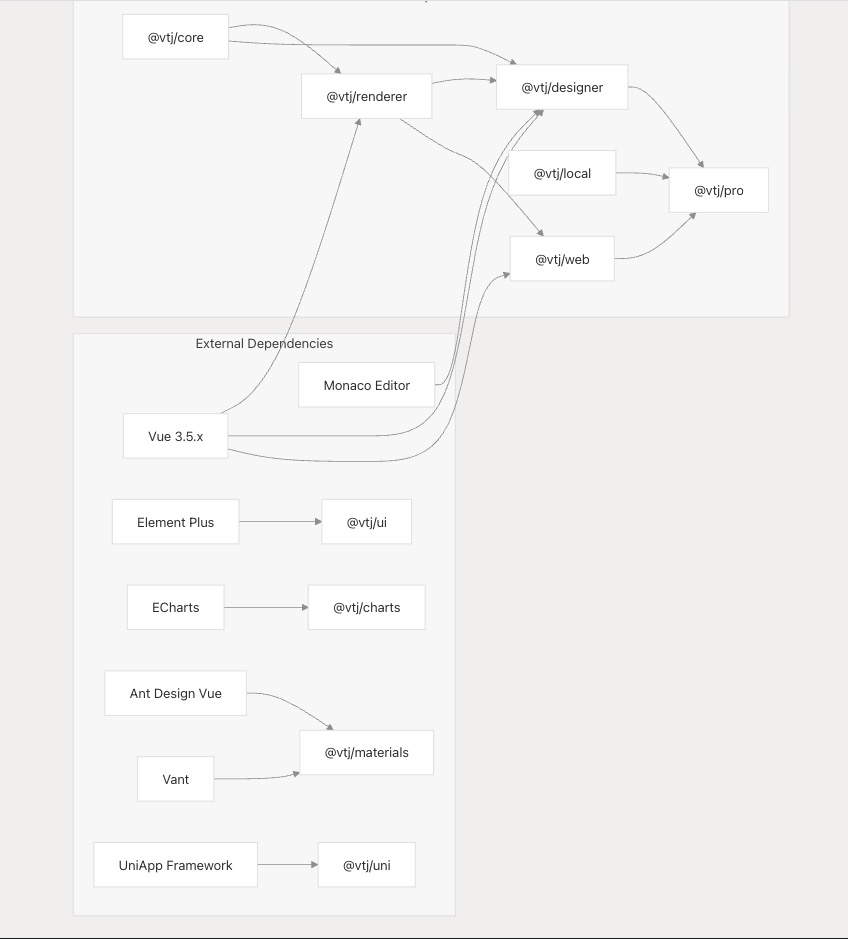 @vtj/core
@vtj/renderer
@vtj/designer
@vtj/local
@vtj/pro
@vtj/web
External Dependencies
Monaco Editor
Vue 3.5.x
Element Plus
@vtj/ui
ECharts
@vtj/charts
Ant Design Vue
@vtj/materials
Vant
UniApp Framework
@vtj/uni